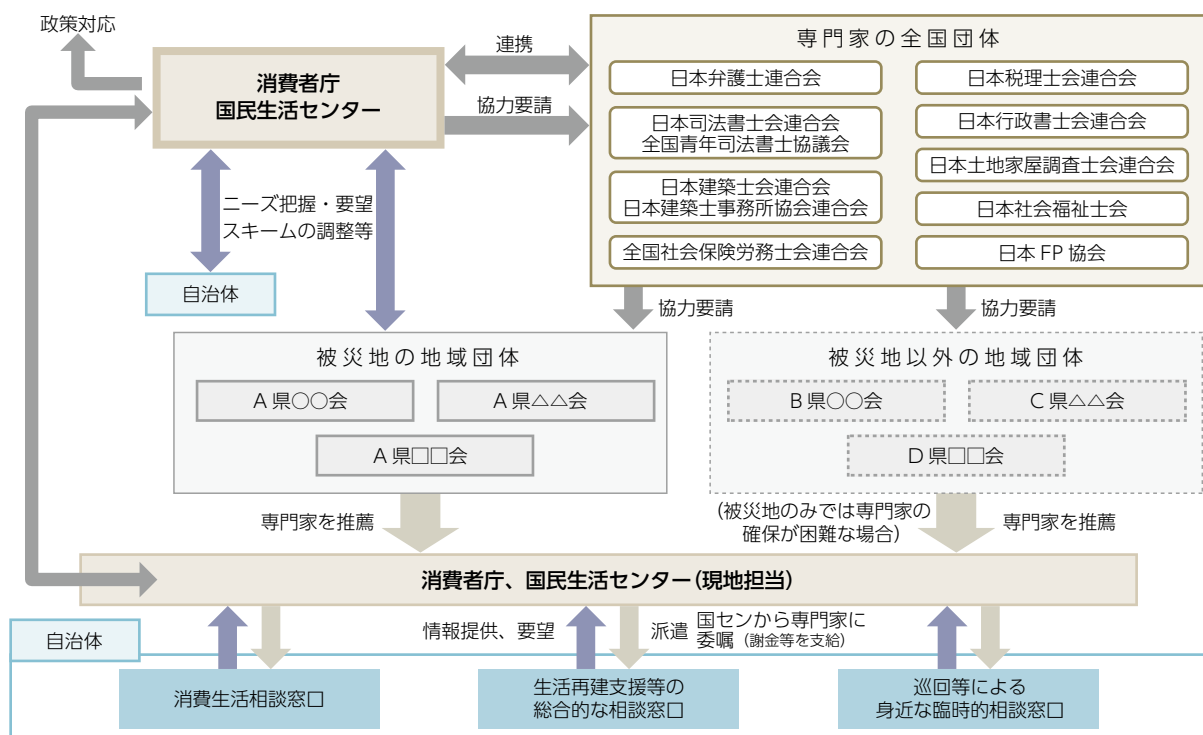 政策対応
消費者庁
国民生活センター
連携
協力要請
専門家の全国団体
日本弁護士連合会
日本税理士会連合会
日本司法書士会連合会
全国青年司法書士協議会
日本行政書士会連合会
日本土地家屋調査士会連合会
日本建築士会連合会
日本建築士事務所協会連合会
日本社会福祉士会
全国社会保険労務士会連合会
日本 FP 協会
ニーズ把握・要望
スキームの調整等
自治体
協力要請
協力要請
被災地の地域団体
A 県○○会
A 県△△会
A 県□□会
被災地以外の地域団体
B 県○○会
C 県△△会
D 県□□会
専門家を推薦
(被災地のみでは専門家の
確保が困難な場合)
専門家を推薦
消費者庁、国民生活センター(現地担当)
自治体
情報提供、要望
派遣
国センから専門家に
委嘱(謝金等を支給)
消費生活相談窓口
生活再建支援等の
総合的な相談窓口
巡回等による
身近な臨時的相談窓口